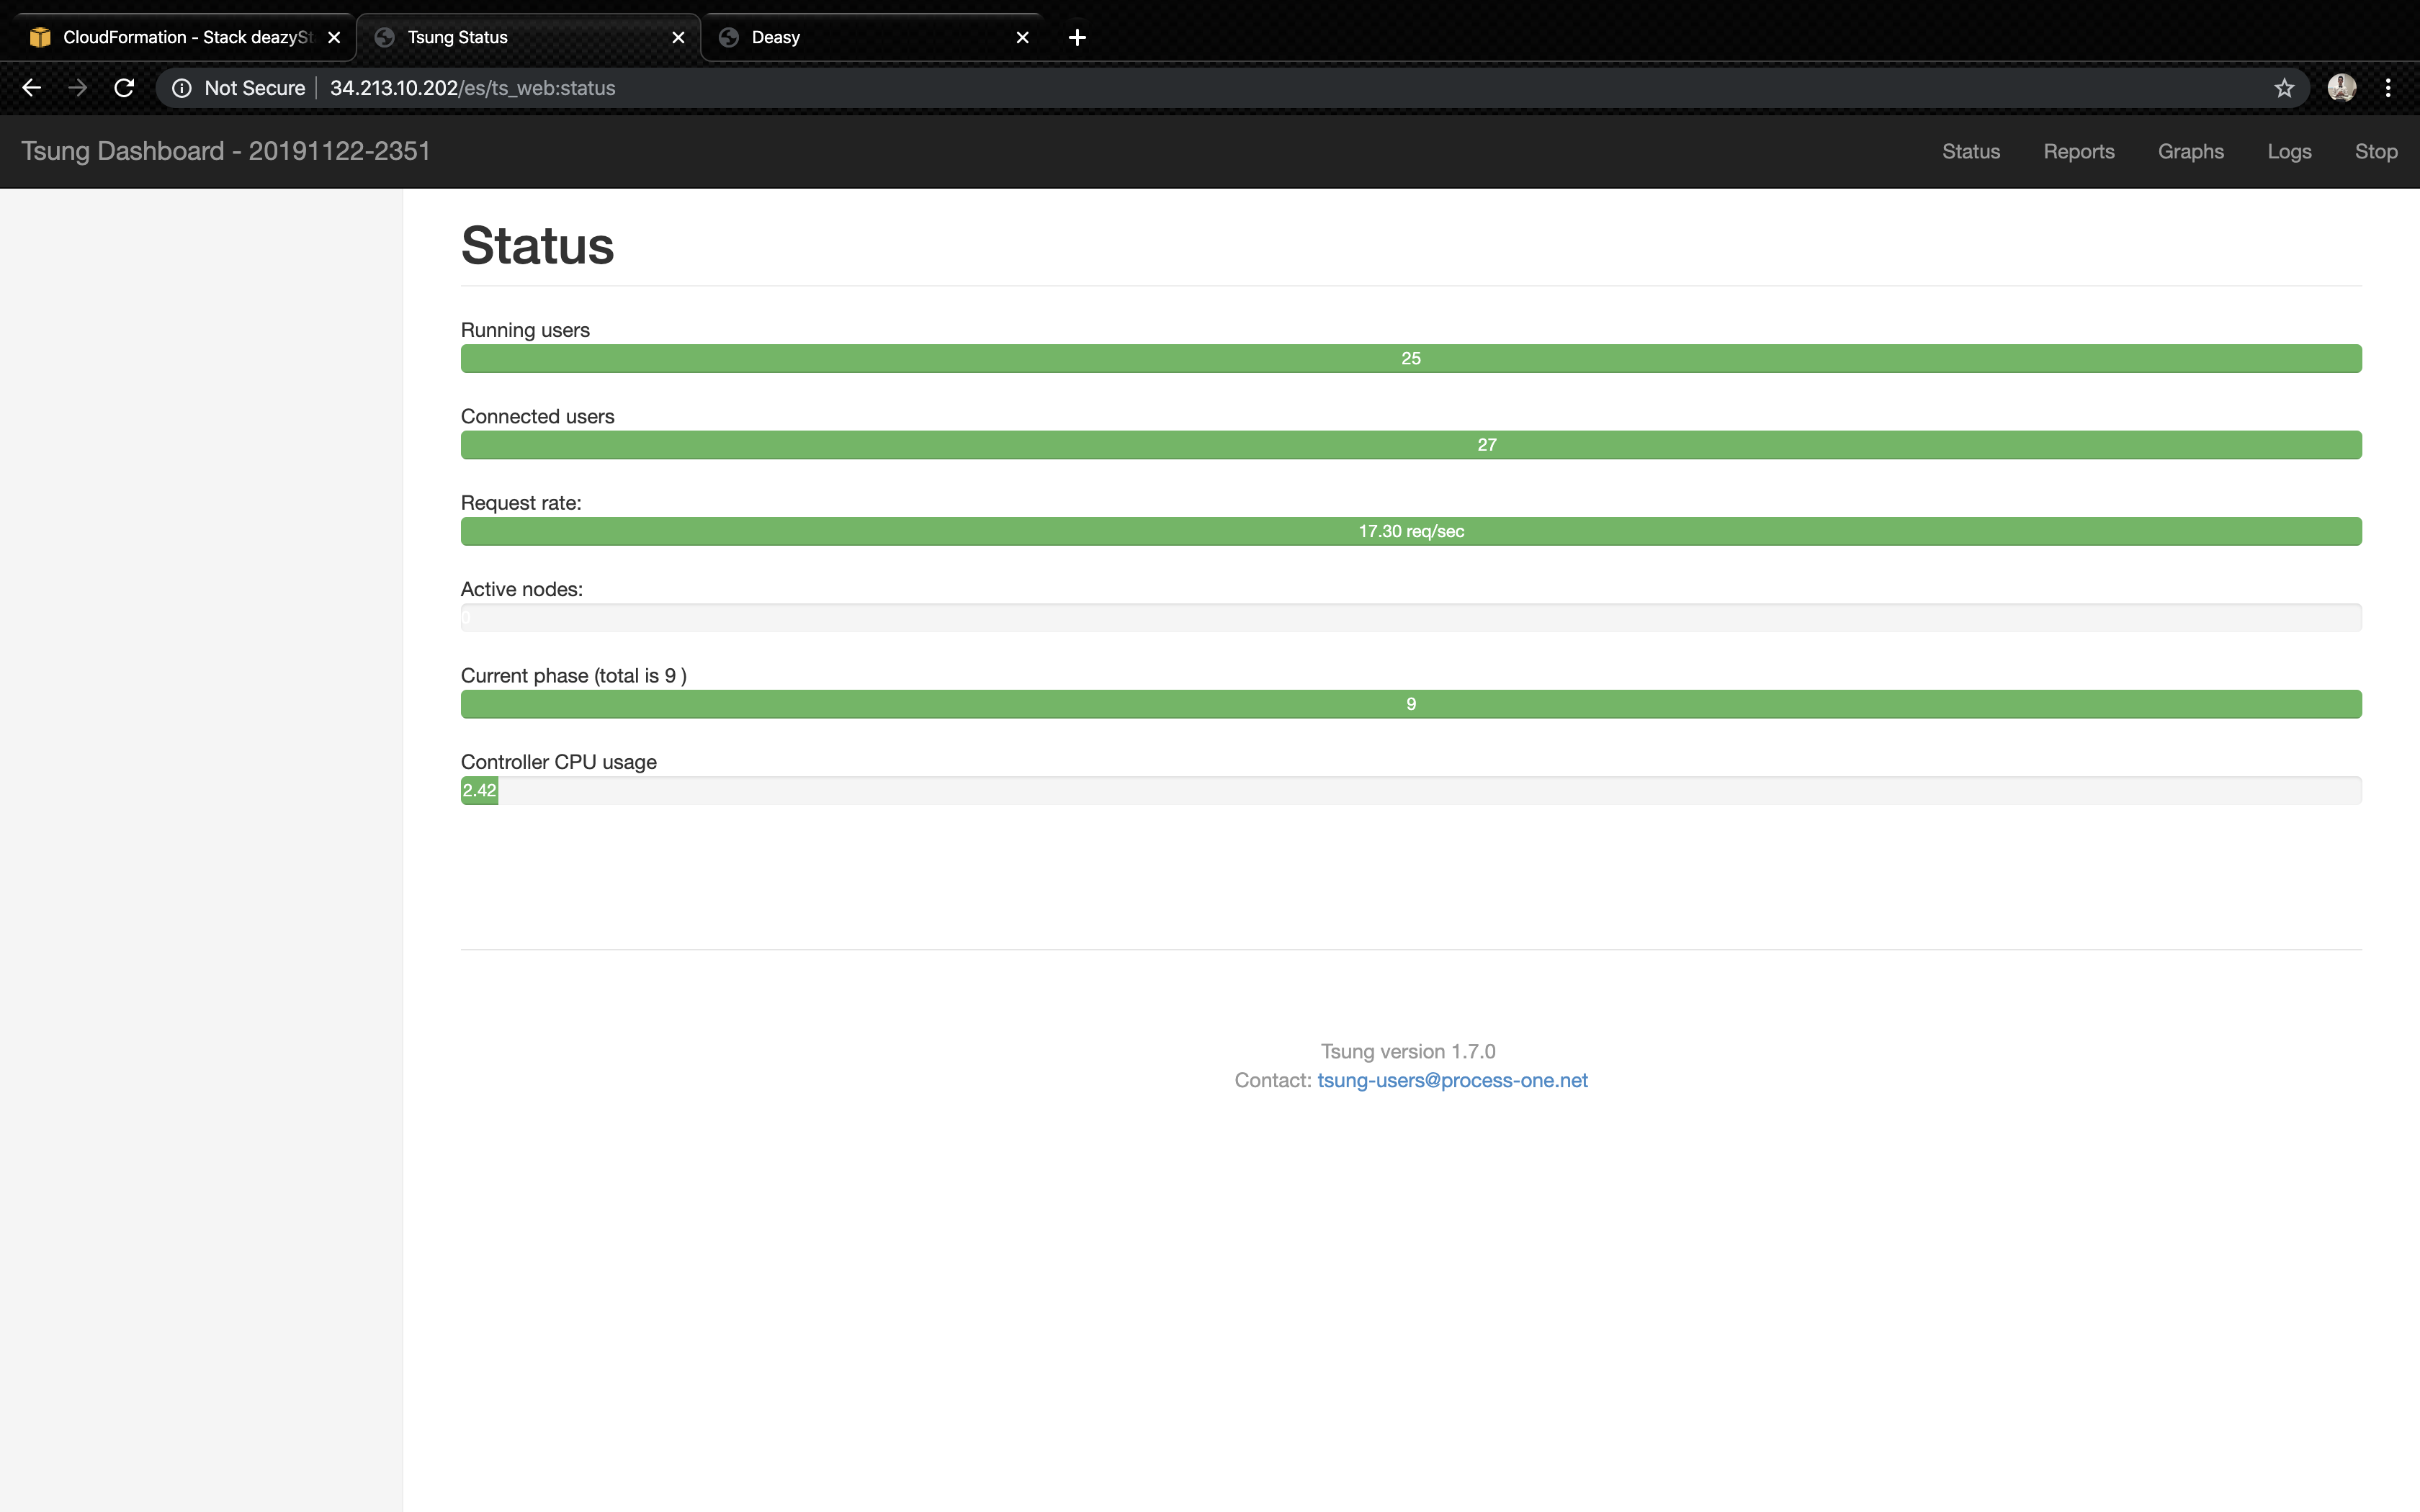 CloudFormation - Stack deazySt
Tsung Status
Deasy
Not Secure
34.213.10.202/es/ts_web:status
Tsung Dashboard - 20191122-2351
Status
Reports
Graphs
Logs
Stop
Status
Running users
25
Connected users
27
Request rate:
17.30 req/sec
Active nodes:
0
Current phase (total is 9 )
9
Controller CPU usage
2.42
Tsung version 1.7.0
Contact: tsung-users@process-one.net